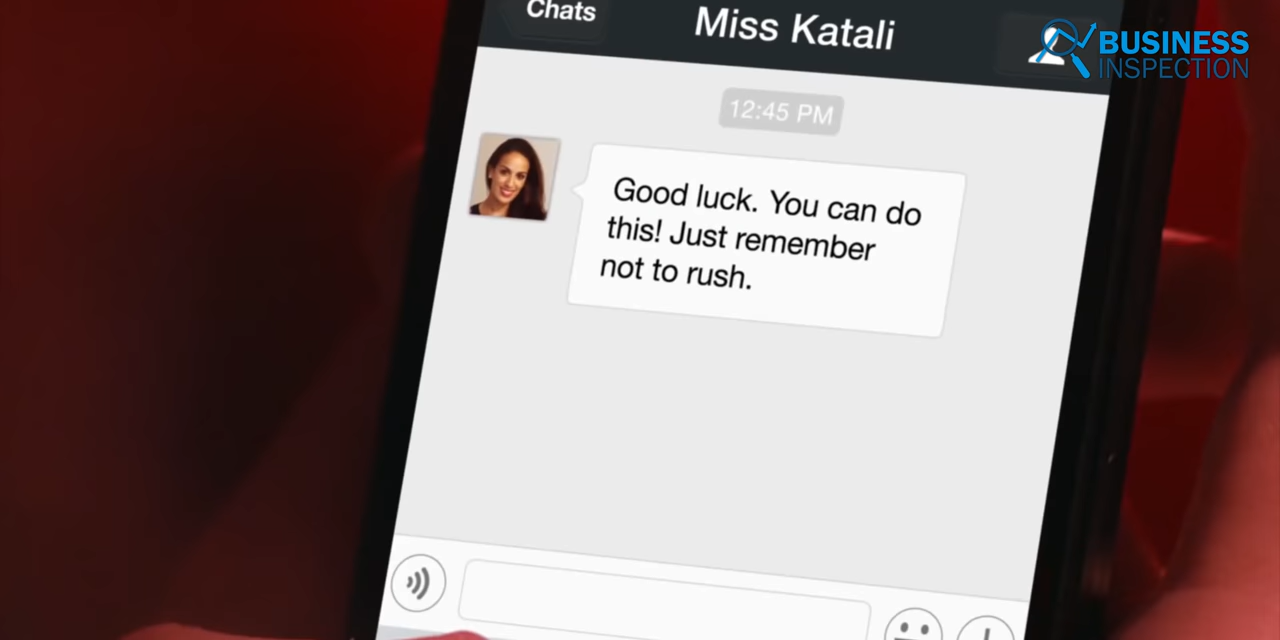 Chats
Miss Katali
BUSINESS
INSPECTION
12:45 PM
Good luck. You can do
this! Just remember
not to rush.